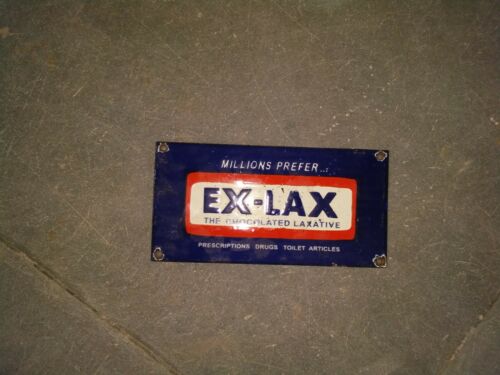 MILLIONS PREFER...
EX-LAX
THE CHOCOLATED LAXATIVE
PRESCRIPTIONS DRUGS TOILET ARTICLES